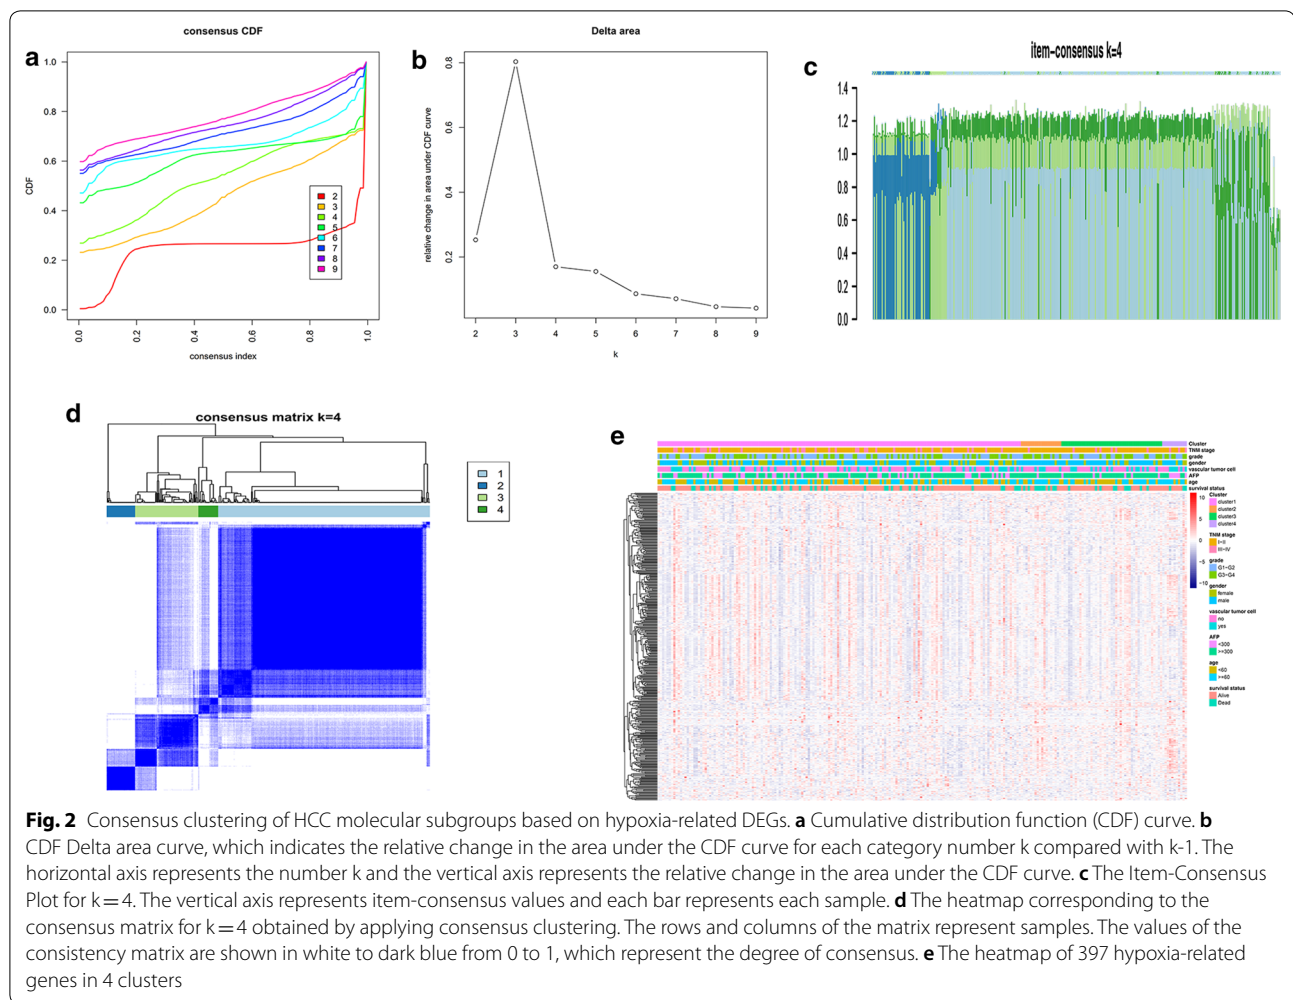 consensus CDF
a
CDF
1.0
0.8
0.6
0.4
0.2
0.0
2
3
4
5
6
7
8
9
0.0 0.2 0.4 0.6 0.8 1.0
consensus index
Delta area
b
relative change in area under CDF curve
0.8
0.6
0.4
0.2
2 3 4 5 6 7 8 9
k
item-consensus k=4
c
1.4
1.2
1.0
0.8
0.6
0.4
0.2
0.0
d
consensus matrix k=4
1
2
3
4
e
Cluster
TNM stage
grade
gender
vascular tumor cell
AFP
age
survival status
10
5
0
−5
−10
Cluster
cluster1
cluster2
cluster3
cluster4
TNM stage
I−II
III−IV
grade
G1−G2
G3−G4
gender
female
male
vascular tumor cell
no
yes
AFP
<300
>=300
age
<60
>=60
survival status
Alive
Dead
Fig. 2 Consensus clustering of HCC molecular subgroups based on hypoxia-related DEGs. a Cumulative distribution function (CDF) curve. b
CDF Delta area curve, which indicates the relative change in the area under the CDF curve for each category number k compared with k-1. The
horizontal axis represents the number k and the vertical axis represents the relative change in the area under the CDF curve. c The Item-Consensus
Plot for k = 4. The vertical axis represents item-consensus values and each bar represents each sample. d The heatmap corresponding to the
consensus matrix for k = 4 obtained by applying consensus clustering. The rows and columns of the matrix represent samples. The values of the
consistency matrix are shown in white to dark blue from 0 to 1, which represent the degree of consensus. e The heatmap of 397 hypoxia-related
genes in 4 clusters